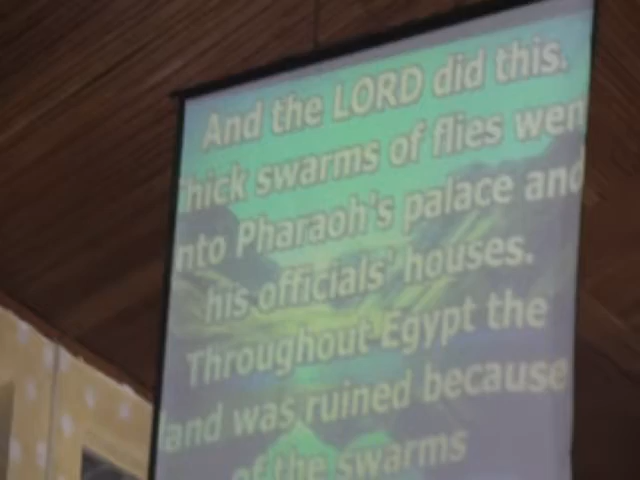 And the LORD did this.
hick swarms of flies wen
nto Pharaoh's palace and
his officials' houses.
Throughout Egypt the
land was ruined because
of the swarms